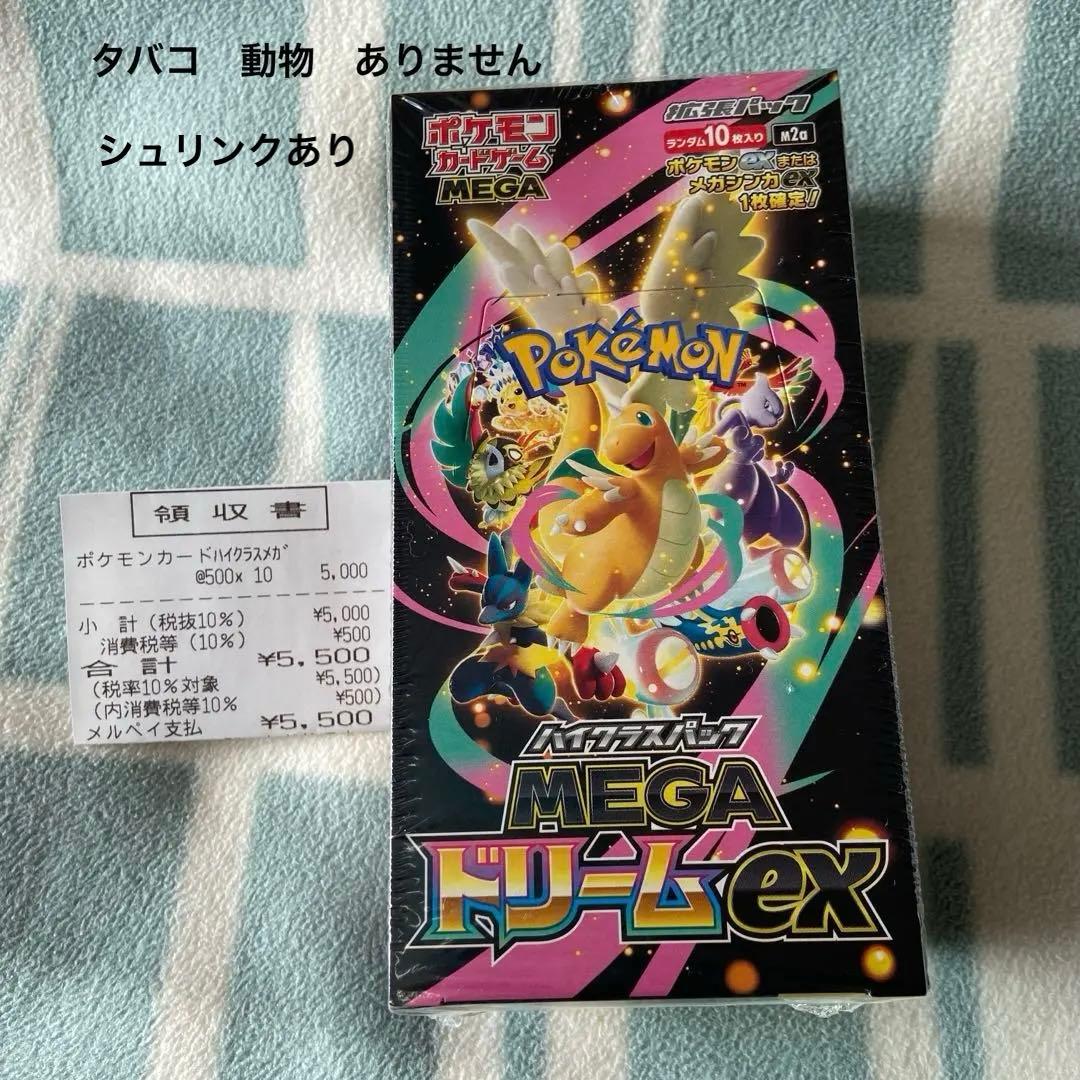 タバコ　動物　ありません
シュリンクあり
ポケモン
カードゲーム
MEGA
拡張パック
ランダム10枚入り M2a
ポケモンexまたは
メガシンカex
1枚確定!
POKéMON
TM
領収書
ポケモンカードﾊｲｸﾗｽﾒｶﾞ
@500x 10 5,000
小 計(税抜10%) ¥5,000
消費税等(10%) ¥500
合 計 ¥5,500
(税率10%対象 ¥5,500)
(内消費税等10% ¥500)
メルペイ支払 ¥5,500
ハイクラスパック
MEGA
ドリームex